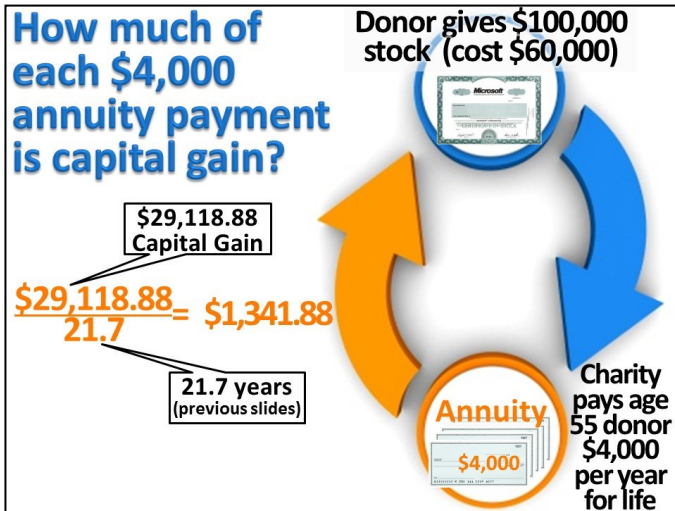 How much of
each $4,000
annuity payment
is capital gain?
Donor gives $100,000
stock (cost $60,000)
Microsoft
$29,118.88
Capital Gain
$29,118.88
21.7
= $1,341.88
21.7 years
(previous slides)
Annuity
$4,000
Charity
pays age
55 donor
$4,000
per year
for life